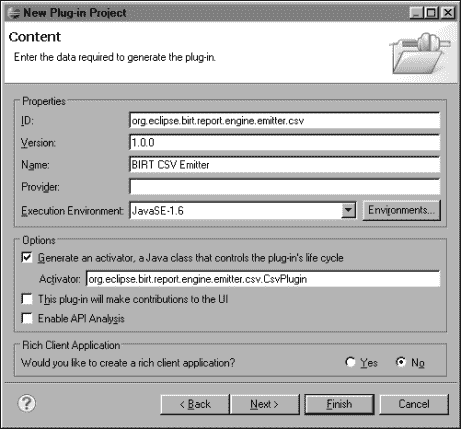 New Plug-in Project
Content
Enter the data required to generate the plug-in.
Properties
ID: org.eclipse.birt.report.engine.emitter.csv
Version: 1.0.0
Name: BIRT CSV Emitter
Provider:
Execution Environment: JavaSE-1.6 Environments...
Options
Generate an activator, a Java class that controls the plug-in's life cycle
Activator: org.eclipse.birt.report.engine.emitter.csv.CsvPlugin
This plug-in will make contributions to the UI
Enable API Analysis
Rich Client Application
Would you like to create a rich client application? Yes No
? < Back Next > Finish Cancel